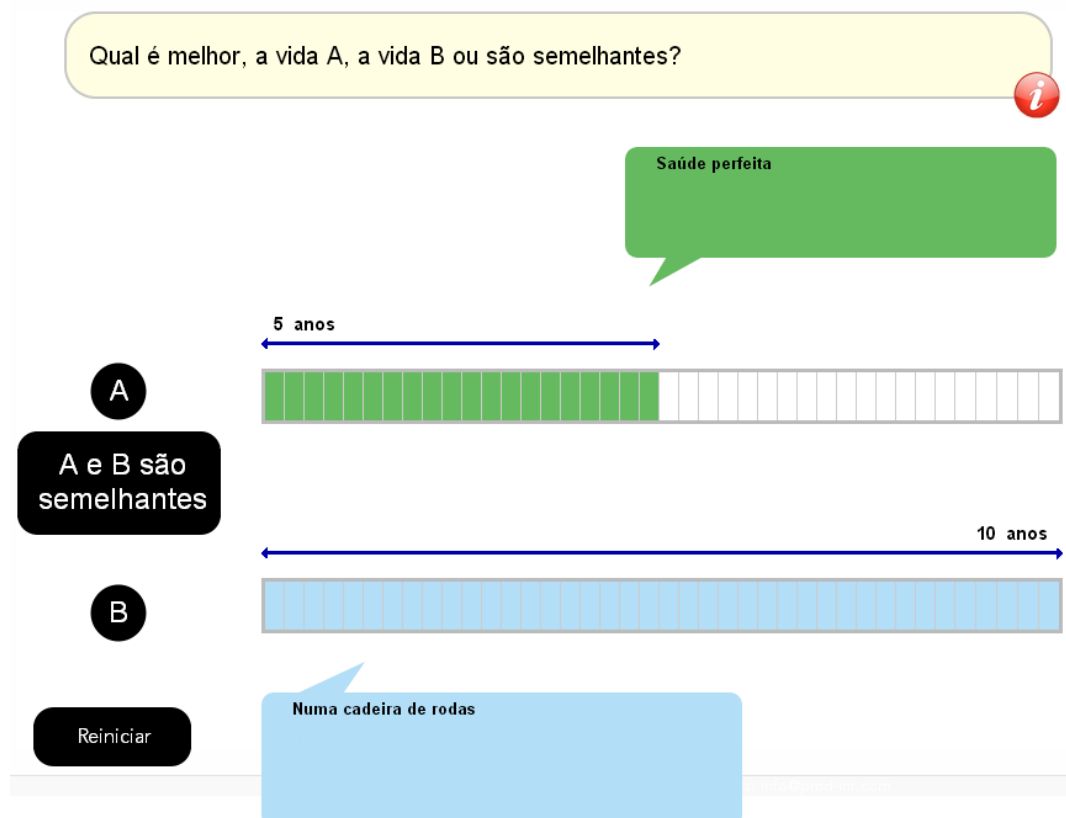 Qual é melhor, a vida A, a vida B ou são semelhantes?
i
Saúde perfeita
5 anos
A
A e B são
semelhantes
10 anos
B
Numa cadeira de rodas
Reiniciar